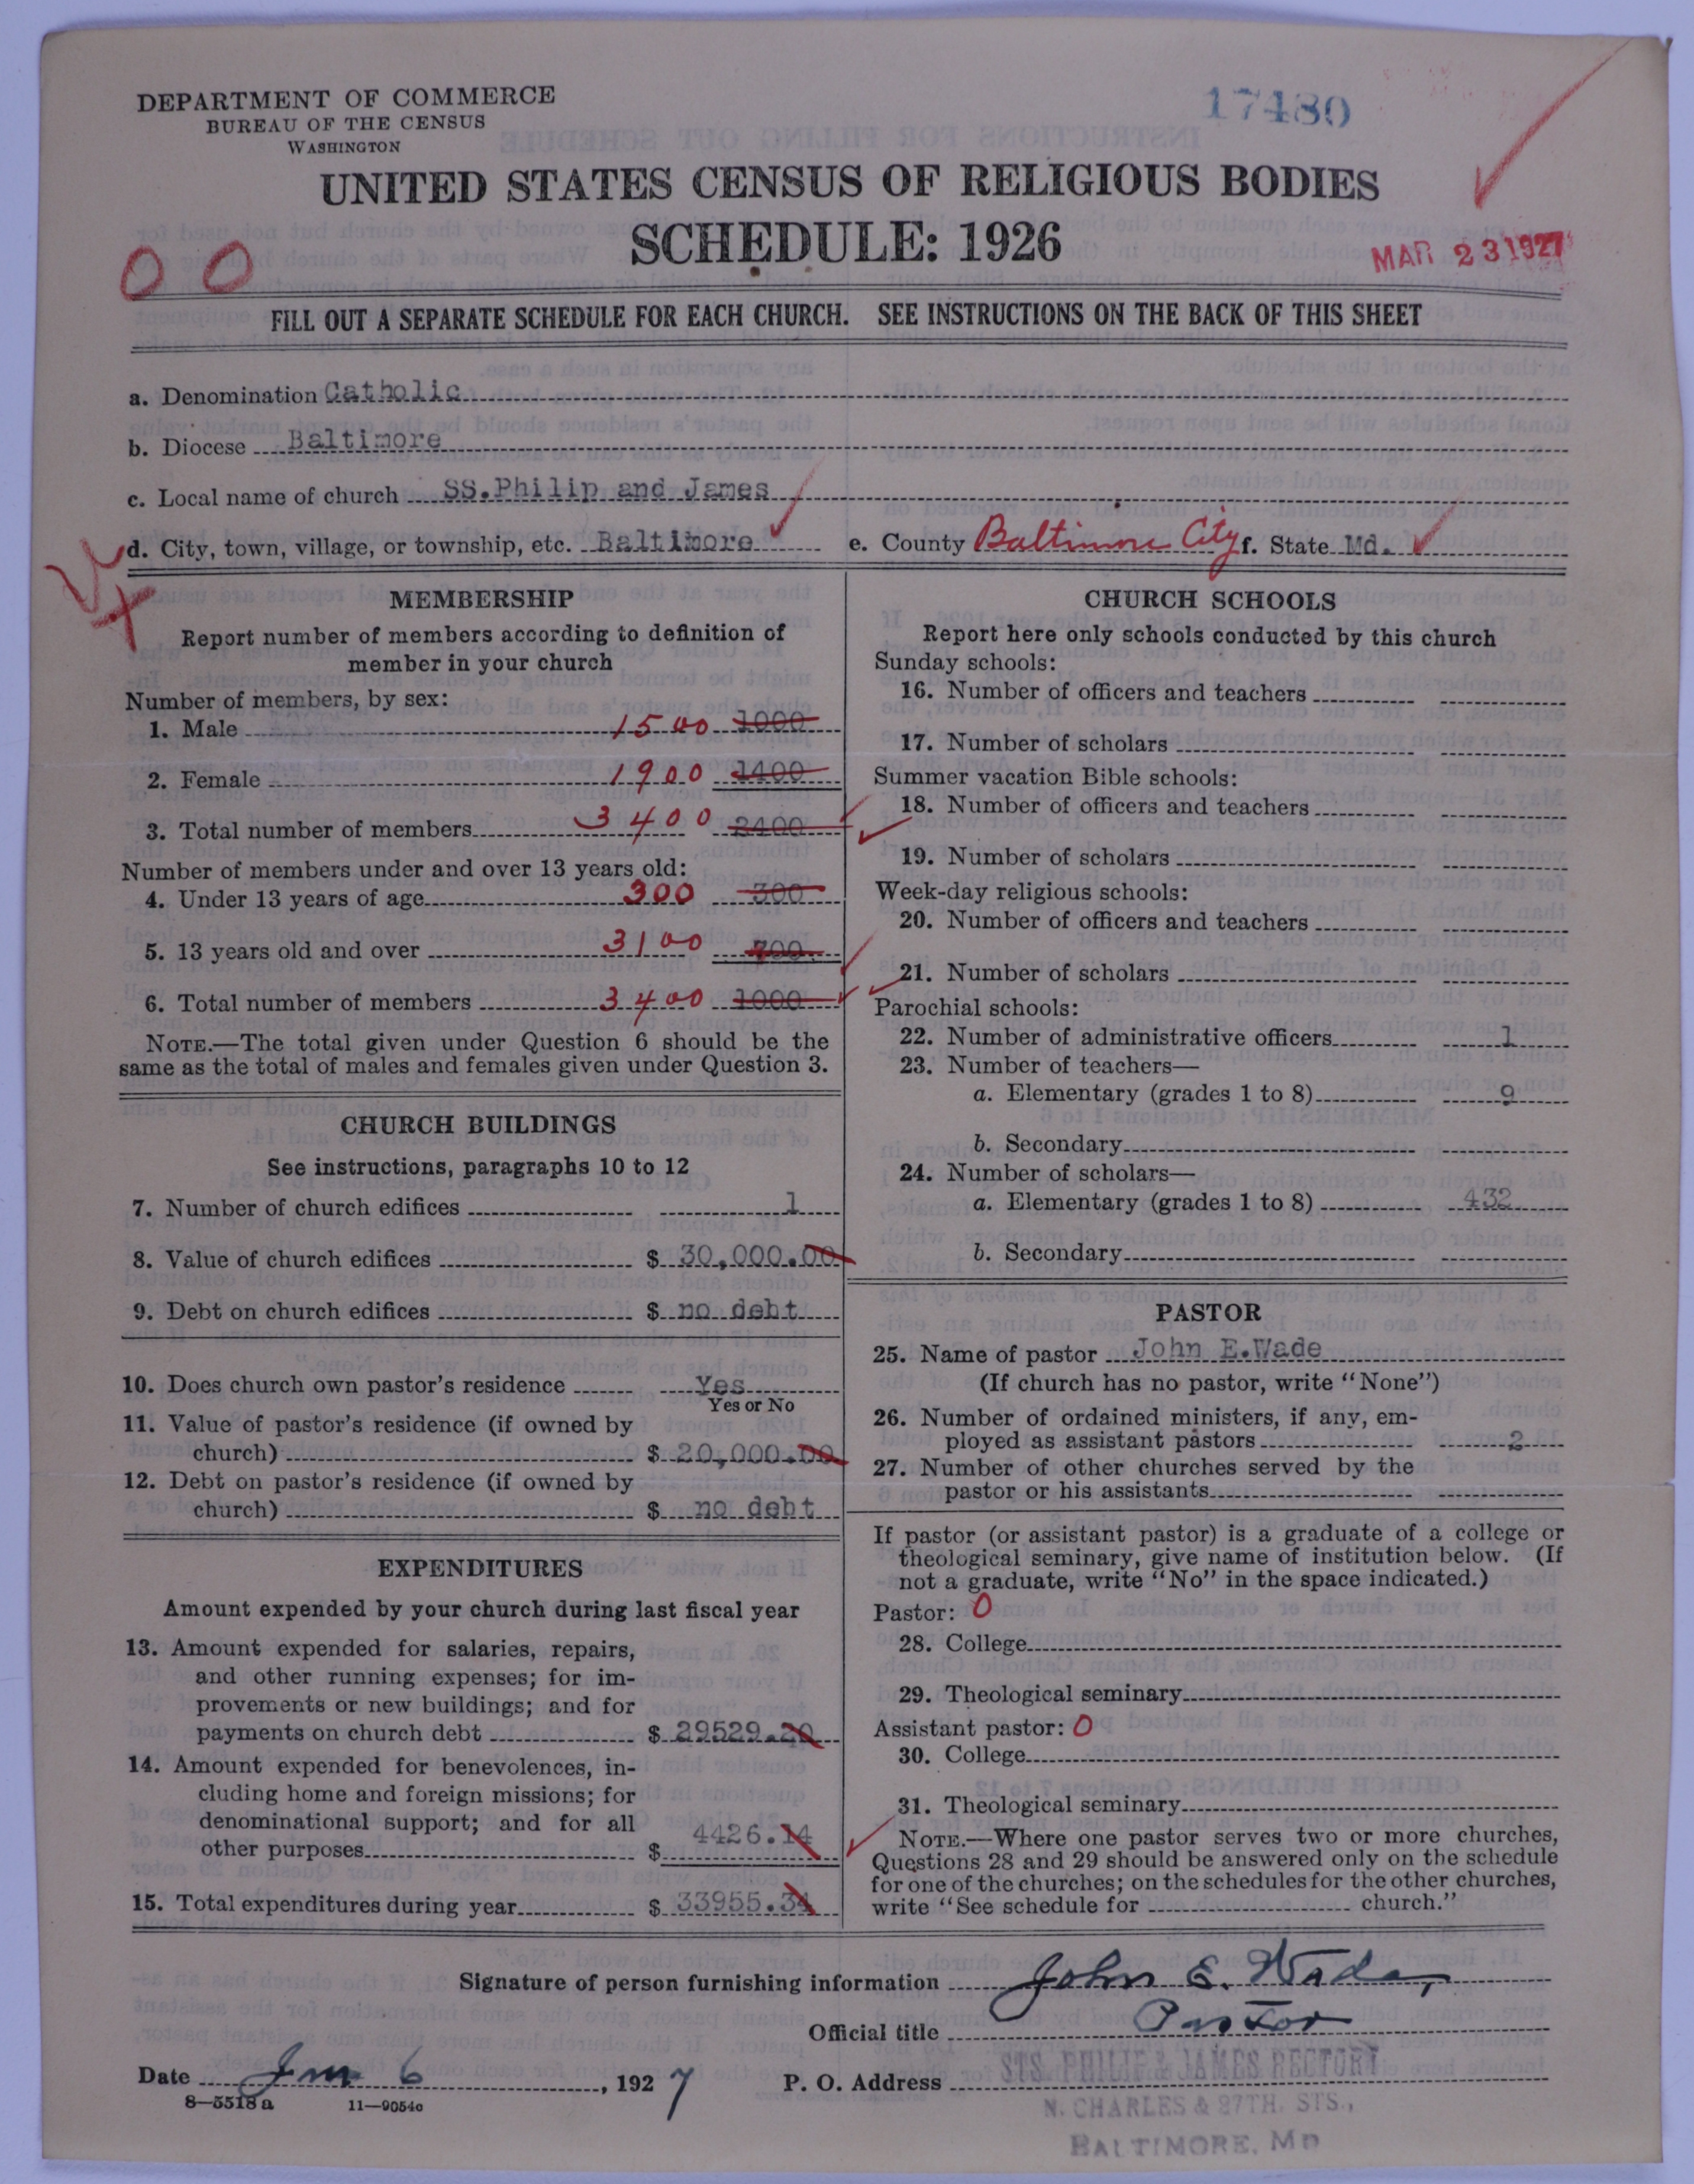 DEPARTMENT OF COMMERCE
BUREAU OF THE CENSUS
WASHINGTON
17480
UNITED STATES CENSUS OF RELIGIOUS BODIES
SCHEDULE: 1926
MAR 23 1927
00
FILL OUT A SEPARATE SCHEDULE FOR EACH CHURCH. SEE INSTRUCTIONS ON THE BACK OF THIS SHEET
a. Denomination Catholic
b. Diocese Baltimore
c. Local name of church SS.Philip and James
d. City, town, village, or township, etc. Baltimore e. County Baltimore City f. State Md.
MEMBERSHIP
Report number of members according to definition of
member in your church
Number of members, by sex:
1. Male 1500 1000
2. Female 1900 1400
3. Total number of members 3400 2400
Number of members under and over 13 years old:
4. Under 13 years of age 300 300
5. 13 years old and over 3100 700
6. Total number of members 3400 1000
NOTE.—The total given under Question 6 should be the
same as the total of males and females given under Question 3.
CHURCH BUILDINGS
See instructions, paragraphs 10 to 12
7. Number of church edifices 1
8. Value of church edifices $ 30,000.00
9. Debt on church edifices $ no debt
10. Does church own pastor's residence Yes
Yes or No
11. Value of pastor's residence (if owned by
church) $ 20,000.00
12. Debt on pastor's residence (if owned by
church) $ no debt
EXPENDITURES
Amount expended by your church during last fiscal year
13. Amount expended for salaries, repairs,
and other running expenses; for im-
provements or new buildings; and for
payments on church debt $ 29529.20
14. Amount expended for benevolences, in-
cluding home and foreign missions; for
denominational support; and for all
other purposes $ 4426.14
15. Total expenditures during year $ 33955.34
CHURCH SCHOOLS
Report here only schools conducted by this church
Sunday schools:
16. Number of officers and teachers
17. Number of scholars
Summer vacation Bible schools:
18. Number of officers and teachers
19. Number of scholars
Week-day religious schools:
20. Number of officers and teachers
21. Number of scholars
Parochial schools:
22. Number of administrative officers 1
23. Number of teachers—
a. Elementary (grades 1 to 8) 9
b. Secondary
24. Number of scholars—
a. Elementary (grades 1 to 8) 432
b. Secondary
PASTOR
25. Name of pastor John E.Wade
(If church has no pastor, write "None")
26. Number of ordained ministers, if any, em-
ployed as assistant pastors 2
27. Number of other churches served by the
pastor or his assistants
If pastor (or assistant pastor) is a graduate of a college or
theological seminary, give name of institution below. (If
not a graduate, write "No" in the space indicated.)
Pastor: 0
28. College
29. Theological seminary
Assistant pastor: 0
30. College
31. Theological seminary
NOTE.—Where one pastor serves two or more churches,
Questions 28 and 29 should be answered only on the schedule
for one of the churches; on the schedules for the other churches,
write "See schedule for church."
Signature of person furnishing information John E. Wade,
Official title Pastor
Date Jan 6, 1927 P. O. Address STS. PHILIP & JAMES RECTORY
8—5518a 11—9054c
N. CHARLES & 27TH. STS.,
BALTIMORE, MD